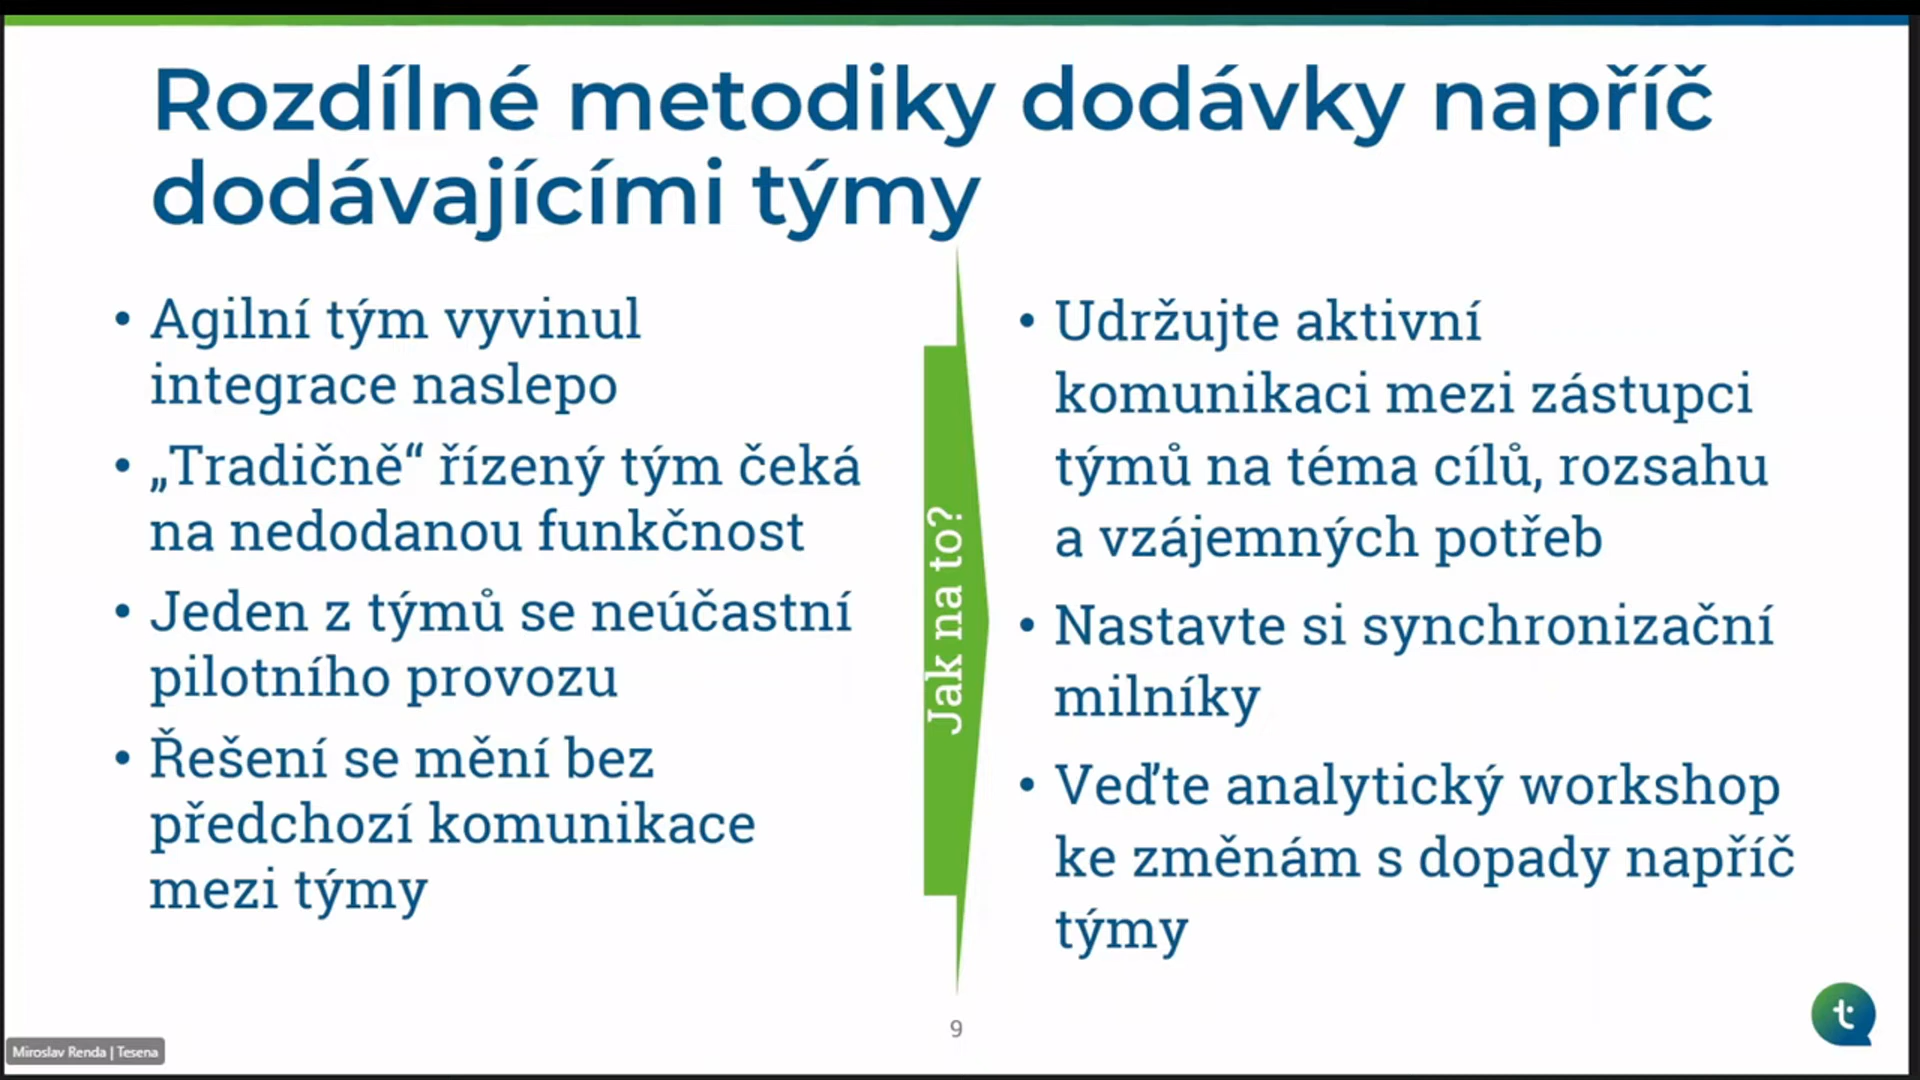 Rozdílné metodiky dodávky napříč
dodávajícími týmy
• Agilní tým vyvinul
integrace naslepo
• „Tradičně“ řízený tým čeká
na nedodanou funkčnost
• Jeden z týmů se neúčastní
pilotního provozu
• Řešení se mění bez
předchozí komunikace
mezi týmy
Jak na to?
• Udržujte aktivní
komunikaci mezi zástupci
týmů na téma cílů, rozsahu
a vzájemných potřeb
• Nastavte si synchronizační
milníky
• Veďte analytický workshop
ke změnám s dopady napříč
týmy
9
t
Miroslav Renda | Tesena